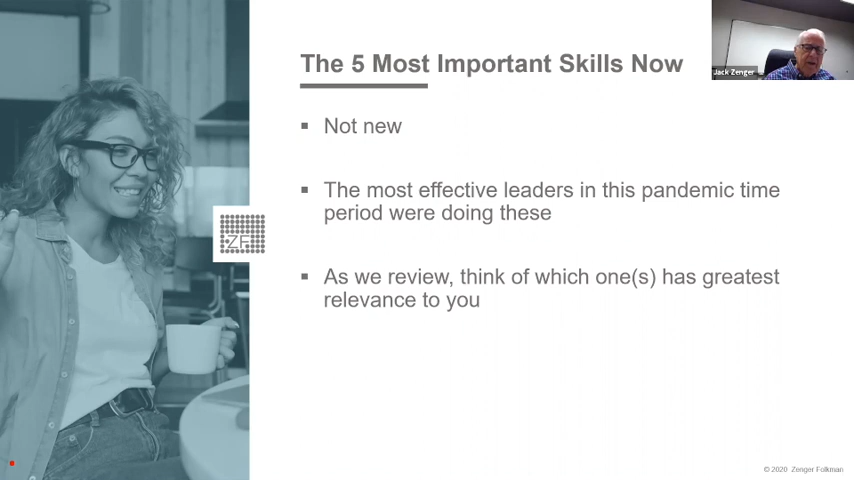 The 5 Most Important Skills Now
Jack Zenger
▪ Not new
▪ The most effective leaders in this pandemic time
period were doing these
ZF
▪ As we review, think of which one(s) has greatest
relevance to you
© 2020 Zenger Folkman